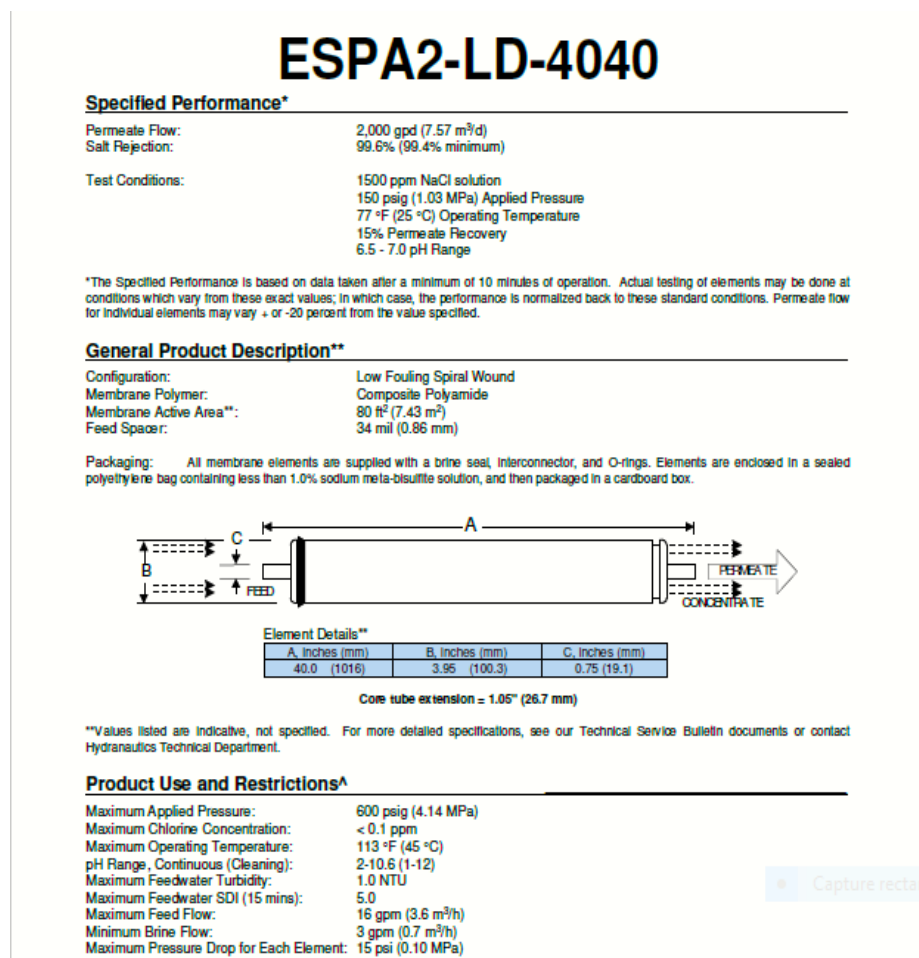 ESPA2-LD-4040
Specified Performance*
Permeate Flow: 2,000 gpd (7.57 m³/d)
Salt Rejection: 99.6% (99.4% minimum)
Test Conditions: 1500 ppm NaCl solution
150 psig (1.03 MPa) Applied Pressure
77 °F (25 °C) Operating Temperature
15% Permeate Recovery
6.5 - 7.0 pH Range
*The Specified Performance is based on data taken after a minimum of 10 minutes of operation. Actual testing of elements may be done at
conditions which vary from these exact values; in which case, the performance is normalized back to these standard conditions. Permeate flow
for individual elements may vary + or -20 percent from the value specified.
General Product Description**
Configuration: Low Fouling Spiral Wound
Membrane Polymer: Composite Polyamide
Membrane Active Area**: 80 ft² (7.43 m²)
Feed Spacer: 34 mil (0.86 mm)
Packaging: All membrane elements are supplied with a brine seal, interconnector, and O-rings. Elements are enclosed in a sealed
polyethylene bag containing less than 1.0% sodium meta-bisulfite solution, and then packaged in a cardboard box.
A
C
B
FEED
PERMEATE
CONCENTRATE
Element Details**
A, Inches (mm) B, Inches (mm) C, Inches (mm)
40.0 (1016) 3.95 (100.3) 0.75 (19.1)
Core tube extension = 1.05" (26.7 mm)
**Values listed are indicative, not specified. For more detailed specifications, see our Technical Service Bulletin documents or contact
Hydranautics Technical Department.
Product Use and Restrictions^
Maximum Applied Pressure: 600 psig (4.14 MPa)
Maximum Chlorine Concentration: < 0.1 ppm
Maximum Operating Temperature: 113 °F (45 °C)
pH Range, Continuous (Cleaning): 2-10.6 (1-12)
Maximum Feedwater Turbidity: 1.0 NTU
Maximum Feedwater SDI (15 mins): 5.0
Maximum Feed Flow: 16 gpm (3.6 m³/h)
Minimum Brine Flow: 3 gpm (0.7 m³/h)
Maximum Pressure Drop for Each Element: 15 psi (0.10 MPa)
Capture recta